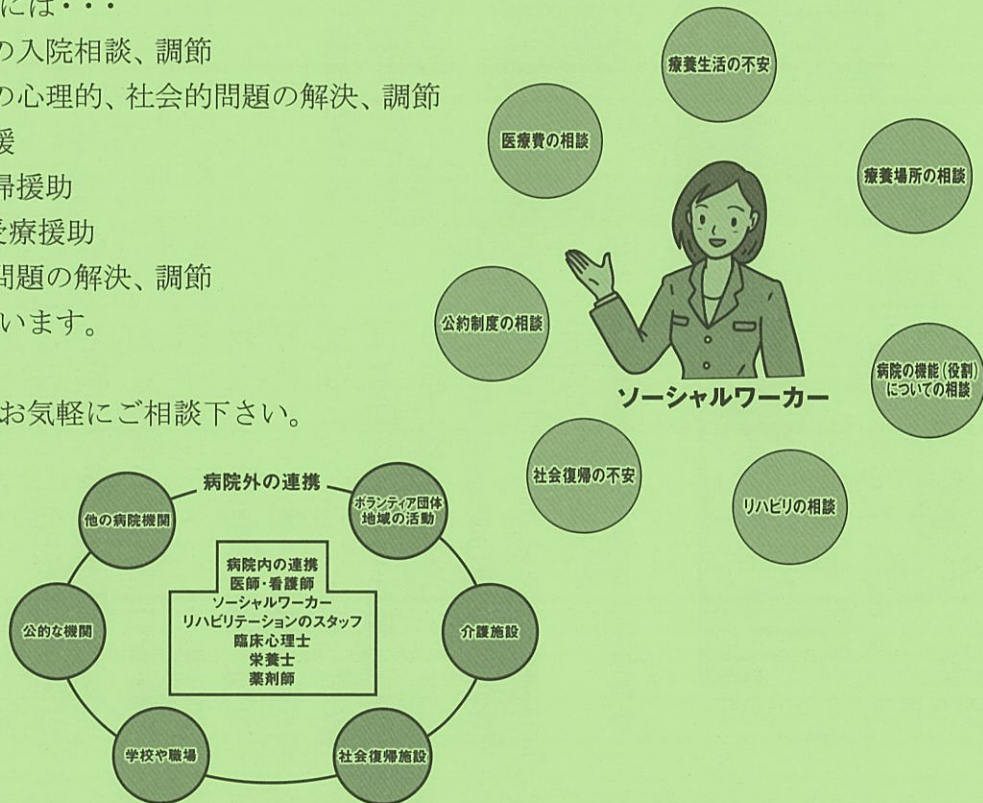 には・・・
の入院相談、調節
の心理的、社会的問題の解決、調節
援
帰援助
受療援助
問題の解決、調節
います。
お気軽にご相談下さい。
療養生活の不安
医療費の相談
療養場所の相談
公約制度の相談
病院の機能（役割）
についての相談
ソーシャルワーカー
社会復帰の不安
リハビリの相談
病院外の連携
他の病院機関
ボランティア団体
地域の活動
病院内の連携
医師・看護師
ソーシャルワーカー
リハビリテーションのスタッフ
臨床心理士
栄養士
薬剤師
公的な機関
介護施設
学校や職場
社会復帰施設